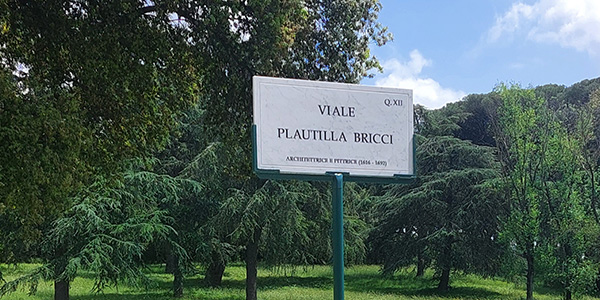 Q. XII
VIALE
PLAUTILLA BRICCI
ARCHITETTRICE E PITTRICE (1616 - 1690)